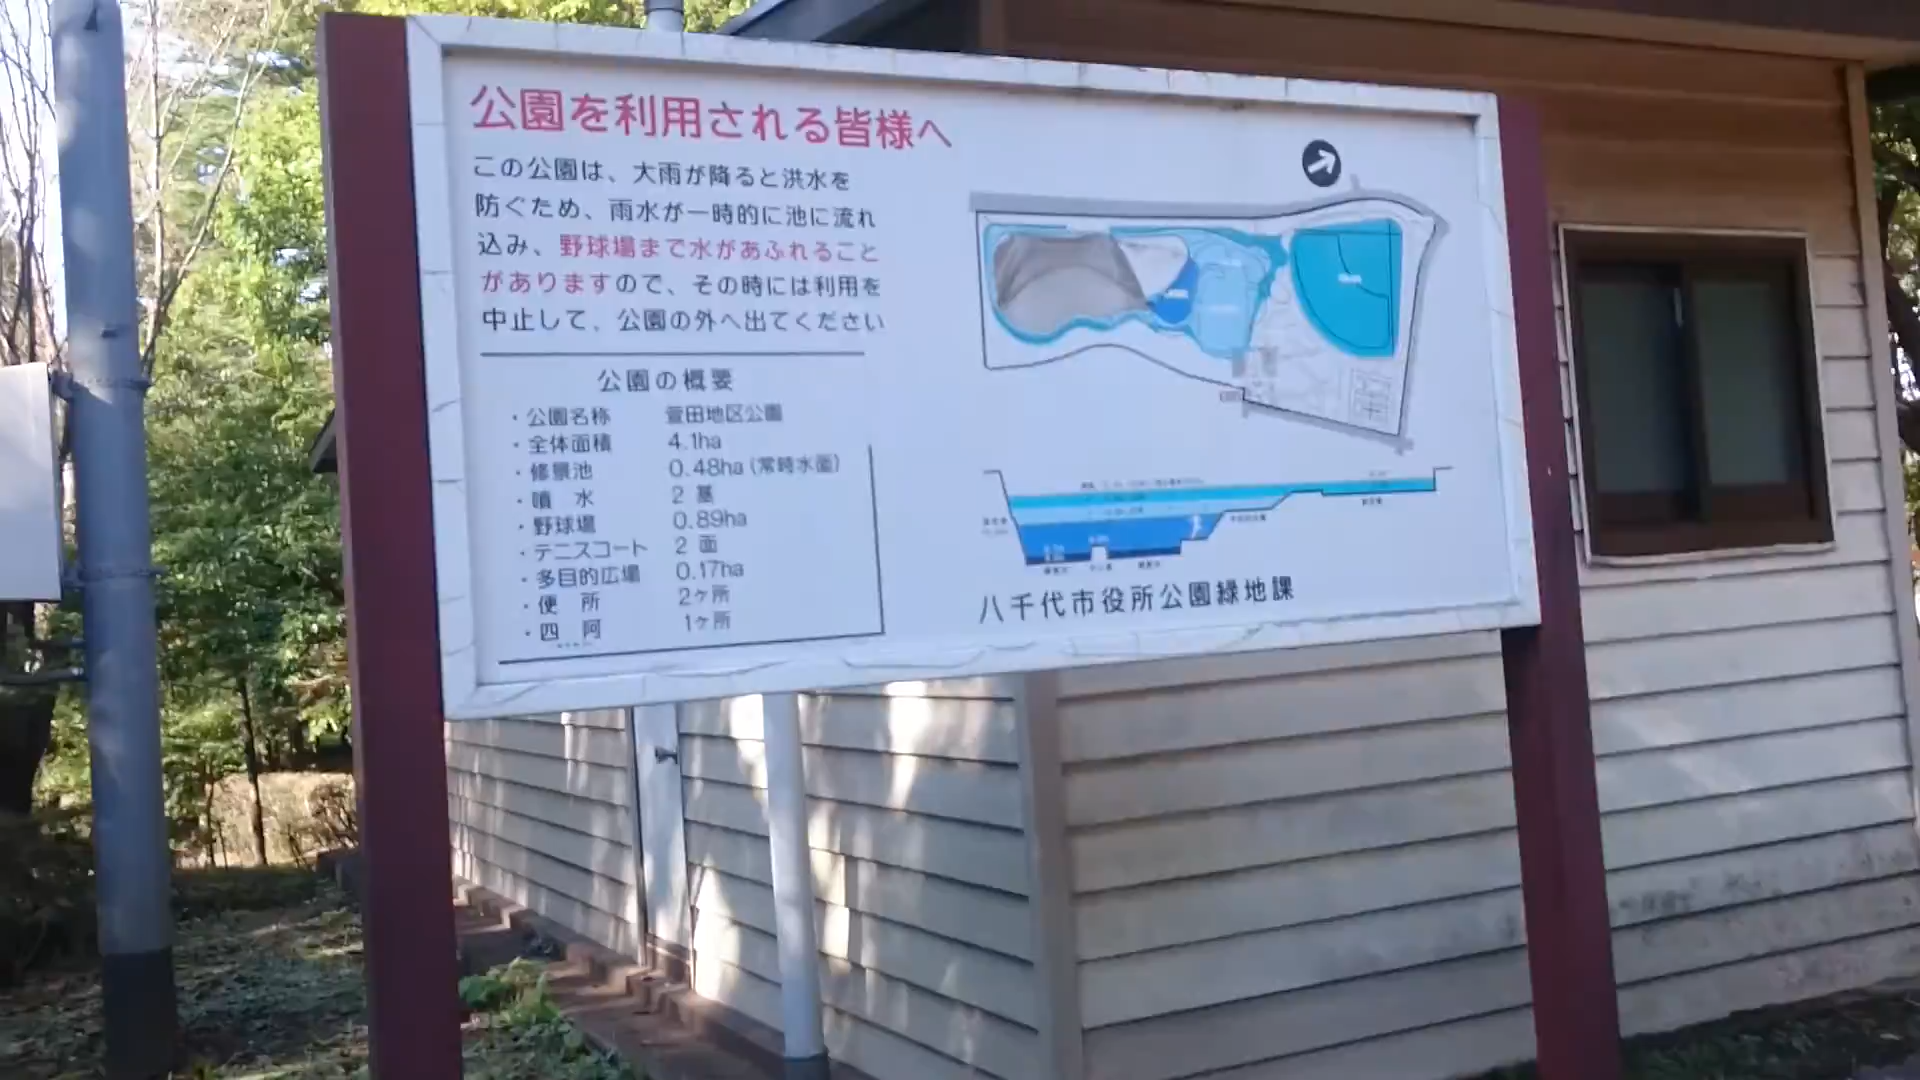 公園を利用される皆様へ
この公園は、大雨が降ると洪水を
防ぐため、雨水が一時的に池に流れ
込み、野球場まで水があふれること
がありますので、その時には利用を
中止して、公園の外へ出てください
公園の概要
・公園名称 萱田地区公園
・全体面積 4.1ha
・修景池 0.48ha（常時水面）
・噴 水 2 基
・野球場 0.89ha
・テニスコート 2 面
・多目的広場 0.17ha
・便 所 2ヶ所
・四 阿 1ヶ所
八千代市役所公園緑地課